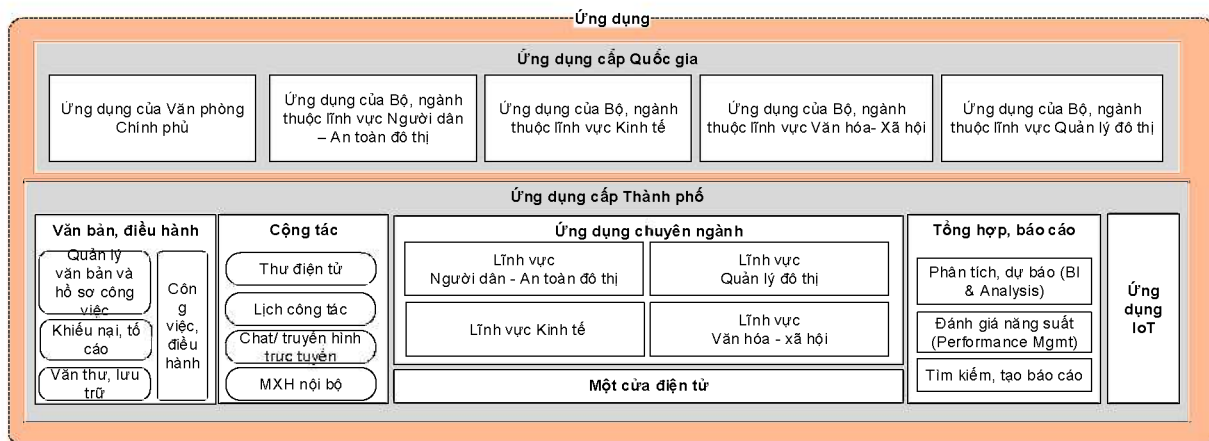 Ứng dụng
Ứng dụng cấp Quốc gia
Ứng dụng của Văn phòng
Chính phủ
Ứng dụng của Bộ, ngành
thuộc lĩnh vực Người dân
– An toàn đô thị
Ứng dụng của Bộ, ngành
thuộc lĩnh vực Kinh tế
Ứng dụng của Bộ, ngành
thuộc lĩnh vực Văn hóa- Xã hội
Ứng dụng của Bộ, ngành
thuộc lĩnh vực Quản lý đô thị
Ứng dụng cấp Thành phố
Văn bản, điều hành
Quản lý
văn bản và
hồ sơ công
việc
Khiếu nại, tố
cáo
Văn thư, lưu
trữ
Côn
g
việc,
điều
hành
Cộng tác
Thư điện tử
Lịch công tác
Chat/ truyền hình
trực tuyến
MXH nội bộ
Ứng dụng chuyên ngành
Lĩnh vực
Người dân - An toàn đô thị
Lĩnh vực
Quản lý đô thị
Lĩnh vực Kinh tế
Lĩnh vực
Văn hóa - xã hội
Một cửa điện tử
Tổng hợp, báo cáo
Phân tích, dự báo (BI
& Analysis)
Đánh giá năng suất
(Performance Mgmt)
Tìm kiếm, tạo báo cáo
Ứng
dụng
IoT